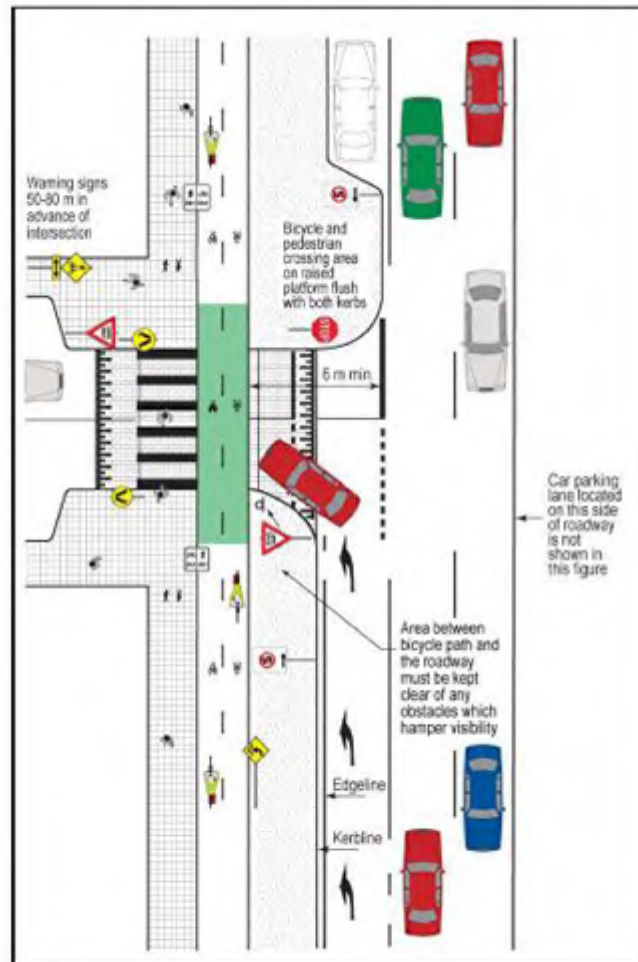 Warning signs
50-80 m in
advance of
intersection
Bicycle and
pedestrian
crossing area
on raised
platform flush
with both kerbs
STOP
6 m min.
Car parking
lane located
on this side
of roadway
is not
shown in
this figure
Area between
bicycle path and
the roadway
must be kept
clear of any
obstacles which
hamper visibility
Edgeline
Kerbline